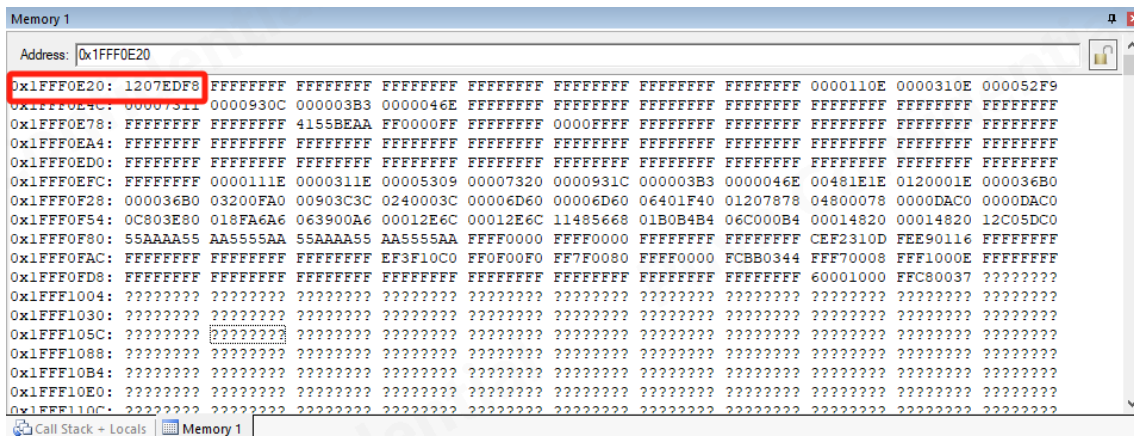 Memory 1
Address: 0x1FFF0E20
0x1FFF0E20: 1207EDF8 FFFFFFFF FFFFFFFF FFFFFFFF FFFFFFFF FFFFFFFF FFFFFFFF FFFFFFFF 0000110E 0000310E 000052F9
0x1FFF0E4C: 00007311 0000930C 000003B3 0000046E FFFFFFFF FFFFFFFF FFFFFFFF FFFFFFFF FFFFFFFF FFFFFFFF FFFFFFFF
0x1FFF0E78: FFFFFFFF FFFFFFFF 4155BEAA FF0000FF FFFFFFFF 0000FFFF FFFFFFFF FFFFFFFF FFFFFFFF FFFFFFFF FFFFFFFF
0x1FFF0EA4: FFFFFFFF FFFFFFFF FFFFFFFF FFFFFFFF FFFFFFFF FFFFFFFF FFFFFFFF FFFFFFFF FFFFFFFF FFFFFFFF FFFFFFFF
0x1FFF0ED0: FFFFFFFF FFFFFFFF FFFFFFFF FFFFFFFF FFFFFFFF FFFFFFFF FFFFFFFF FFFFFFFF FFFFFFFF FFFFFFFF FFFFFFFF
0x1FFF0EFC: FFFFFFFF 0000111E 0000311E 00005309 00007320 0000931C 000003B3 0000046E 00481E1E 0120001E 000036B0
0x1FFF0F28: 000036B0 03200FA0 00903C3C 0240003C 00006D60 00006D60 06401F40 01207878 04800078 0000DAC0 0000DAC0
0x1FFF0F54: 0C803E80 018FA6A6 063900A6 00012E6C 00012E6C 11485668 01B0B4B4 06C000B4 00014820 00014820 12C05DC0
0x1FFF0F80: 55AAAA55 AA5555AA 55AAAA55 AA5555AA FFFF0000 FFFF0000 FFFFFFFF FFFFFFFF CEF2310D FEE90116 FFFFFFFF
0x1FFF0FAC: FFFFFFFF FFFFFFFF FFFFFFFF EF3F10C0 FF0F00F0 FF7F0080 FFFF0000 FCBB0344 FFF70008 FFF1000E FFFFFFFF
0x1FFF0FD8: FFFFFFFF FFFFFFFF FFFFFFFF FFFFFFFF FFFFFFFF FFFFFFFF FFFFFFFF FFFFFFFF 60001000 FFC80037 ????????
0x1FFF1004: ???????? ???????? ???????? ???????? ???????? ???????? ???????? ???????? ???????? ???????? ????????
0x1FFF1030: ???????? ???????? ???????? ???????? ???????? ???????? ???????? ???????? ???????? ???????? ????????
0x1FFF105C: ???????? ???????? ???????? ???????? ???????? ???????? ???????? ???????? ???????? ???????? ????????
0x1FFF1088: ???????? ???????? ???????? ???????? ???????? ???????? ???????? ???????? ???????? ???????? ????????
0x1FFF10B4: ???????? ???????? ???????? ???????? ???????? ???????? ???????? ???????? ???????? ???????? ????????
0x1FFF10E0: ???????? ???????? ???????? ???????? ???????? ???????? ???????? ???????? ???????? ???????? ????????
0x1FFF110C: ???????? ???????? ???????? ???????? ???????? ???????? ???????? ???????? ???????? ???????? ????????
Call Stack + Locals Memory 1